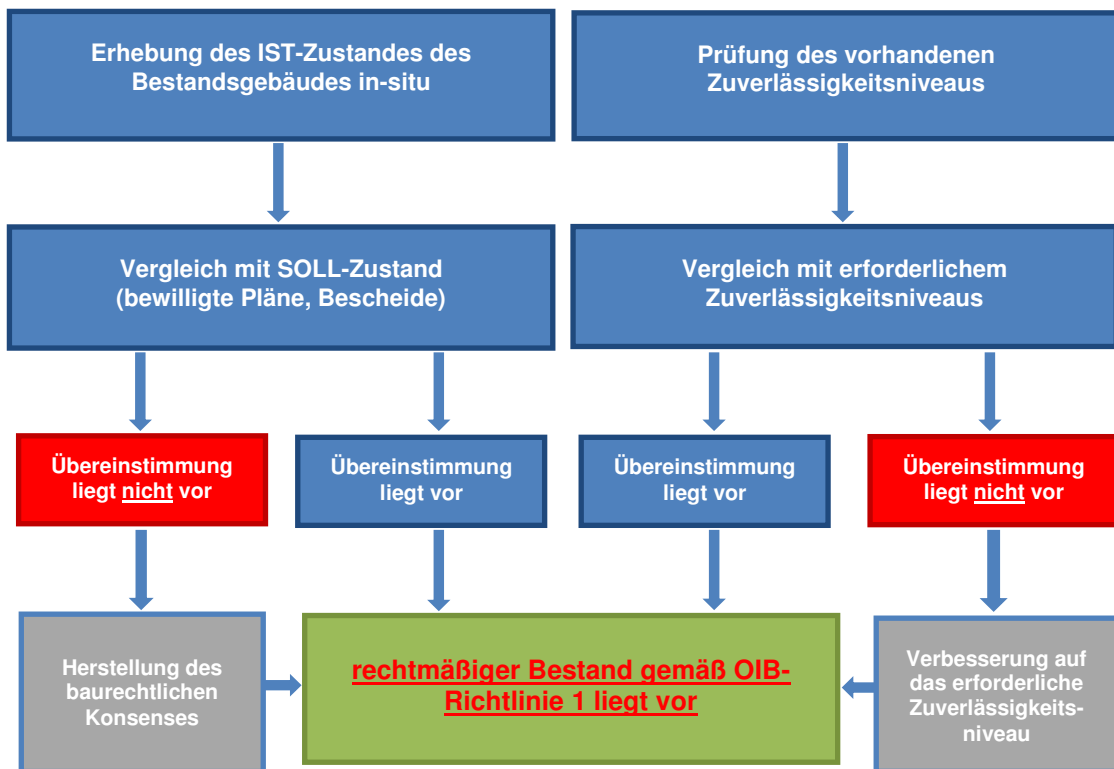 Erhebung des IST-Zustandes des
Bestandsgebäudes in-situ
Prüfung des vorhandenen
Zuverlässigkeitsniveaus
Vergleich mit SOLL-Zustand
(bewilligte Pläne, Bescheide)
Vergleich mit erforderlichem
Zuverlässigkeitsniveaus
Übereinstimmung
liegt nicht vor
Übereinstimmung
liegt vor
Übereinstimmung
liegt vor
Übereinstimmung
liegt nicht vor
Herstellung des
baurechtlichen
Konsenses
rechtmäßiger Bestand gemäß OIB-
Richtlinie 1 liegt vor
Verbesserung auf
das erforderliche
Zuverlässigkeits-
niveau